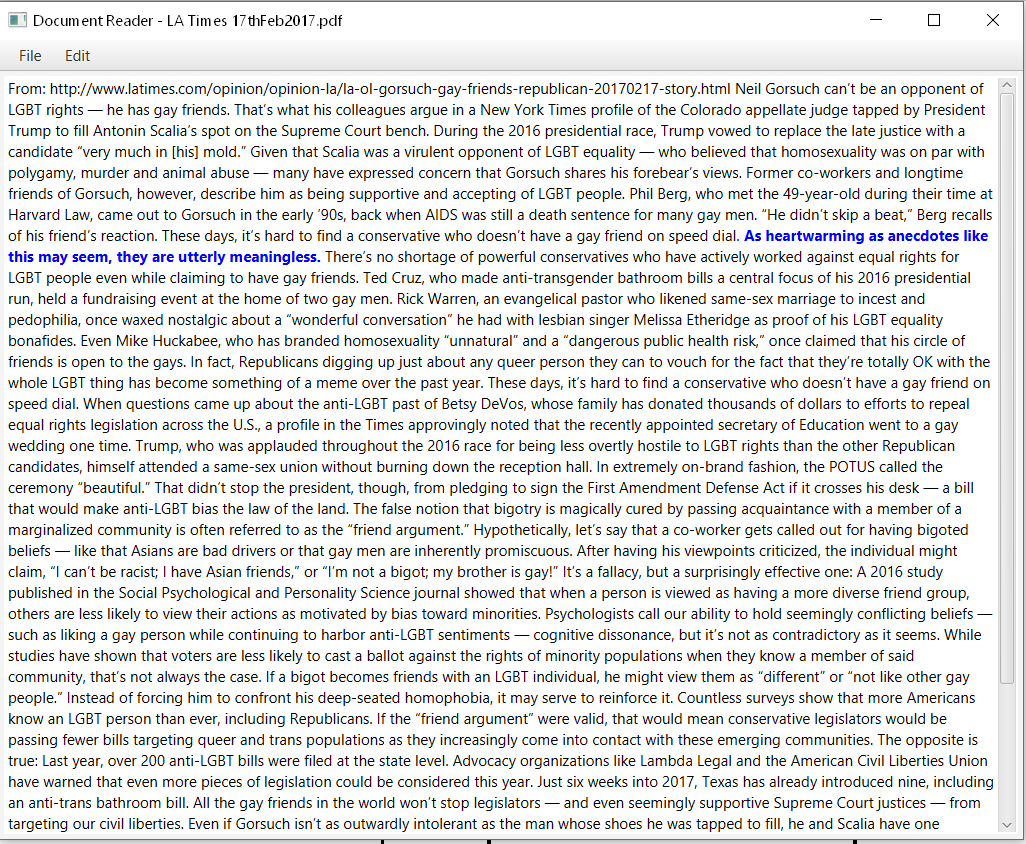 Document Reader - LA Times 17thFeb2017.pdf
File Edit
From: http://www.latimes.com/opinion/opinion-la/la-ol-gorsuch-gay-friends-republican-20170217-story.html Neil Gorsuch can't be an opponent of
LGBT rights — he has gay friends. That's what his colleagues argue in a New York Times profile of the Colorado appellate judge tapped by President
Trump to fill Antonin Scalia's spot on the Supreme Court bench. During the 2016 presidential race, Trump vowed to replace the late justice with a
candidate “very much in [his] mold.” Given that Scalia was a virulent opponent of LGBT equality — who believed that homosexuality was on par with
polygamy, murder and animal abuse — many have expressed concern that Gorsuch shares his forebear's views. Former co-workers and longtime
friends of Gorsuch, however, describe him as being supportive and accepting of LGBT people. Phil Berg, who met the 49-year-old during their time at
Harvard Law, came out to Gorsuch in the early '90s, back when AIDS was still a death sentence for many gay men. “He didn't skip a beat,” Berg recalls
of his friend's reaction. These days, it's hard to find a conservative who doesn't have a gay friend on speed dial. As heartwarming as anecdotes like
this may seem, they are utterly meaningless. There's no shortage of powerful conservatives who have actively worked against equal rights for
LGBT people even while claiming to have gay friends. Ted Cruz, who made anti-transgender bathroom bills a central focus of his 2016 presidential
run, held a fundraising event at the home of two gay men. Rick Warren, an evangelical pastor who likened same-sex marriage to incest and
pedophilia, once waxed nostalgic about a “wonderful conversation” he had with lesbian singer Melissa Etheridge as proof of his LGBT equality
bonafides. Even Mike Huckabee, who has branded homosexuality “unnatural” and a “dangerous public health risk,” once claimed that his circle of
friends is open to the gays. In fact, Republicans digging up just about any queer person they can to vouch for the fact that they're totally OK with the
whole LGBT thing has become something of a meme over the past year. These days, it's hard to find a conservative who doesn't have a gay friend on
speed dial. When questions came up about the anti-LGBT past of Betsy DeVos, whose family has donated thousands of dollars to efforts to repeal
equal rights legislation across the U.S., a profile in the Times approvingly noted that the recently appointed secretary of Education went to a gay
wedding one time. Trump, who was applauded throughout the 2016 race for being less overtly hostile to LGBT rights than the other Republican
candidates, himself attended a same-sex union without burning down the reception hall. In extremely on-brand fashion, the POTUS called the
ceremony “beautiful.” That didn't stop the president, though, from pledging to sign the First Amendment Defense Act if it crosses his desk — a bill
that would make anti-LGBT bias the law of the land. The false notion that bigotry is magically cured by passing acquaintance with a member of a
marginalized community is often referred to as the “friend argument.” Hypothetically, let's say that a co-worker gets called out for having bigoted
beliefs — like that Asians are bad drivers or that gay men are inherently promiscuous. After having his viewpoints criticized, the individual might
claim, “I can't be racist; I have Asian friends,” or “I'm not a bigot; my brother is gay!” It's a fallacy, but a surprisingly effective one: A 2016 study
published in the Social Psychological and Personality Science journal showed that when a person is viewed as having a more diverse friend group,
others are less likely to view their actions as motivated by bias toward minorities. Psychologists call our ability to hold seemingly conflicting beliefs —
such as liking a gay person while continuing to harbor anti-LGBT sentiments — cognitive dissonance, but it's not as contradictory as it seems. While
studies have shown that voters are less likely to cast a ballot against the rights of minority populations when they know a member of said
community, that's not always the case. If a bigot becomes friends with an LGBT individual, he might view them as “different” or “not like other gay
people.” Instead of forcing him to confront his deep-seated homophobia, it may serve to reinforce it. Countless surveys show that more Americans
know an LGBT person than ever, including Republicans. If the “friend argument” were valid, that would mean conservative legislators would be
passing fewer bills targeting queer and trans populations as they increasingly come into contact with these emerging communities. The opposite is
true: Last year, over 200 anti-LGBT bills were filed at the state level. Advocacy organizations like Lambda Legal and the American Civil Liberties Union
have warned that even more pieces of legislation could be considered this year. Just six weeks into 2017, Texas has already introduced nine, including
an anti-trans bathroom bill. All the gay friends in the world won't stop legislators — and even seemingly supportive Supreme Court justices — from
targeting our civil liberties. Even if Gorsuch isn't as outwardly intolerant as the man whose shoes he was tapped to fill, he and Scalia have one